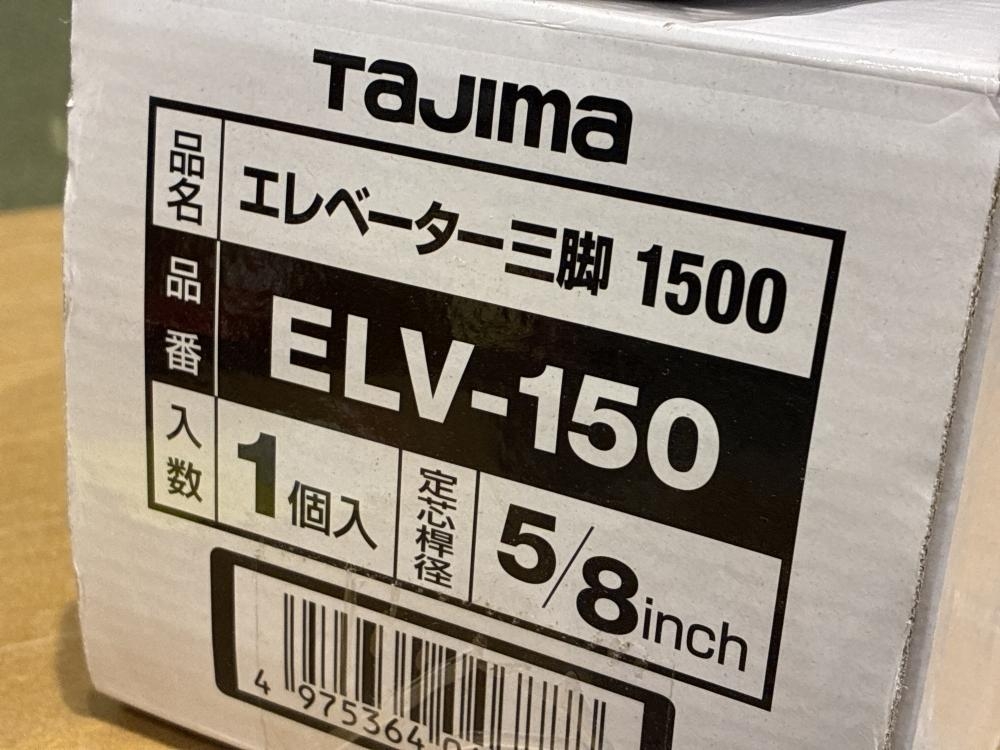 TaJIma
品名 エレベーター三脚 1500
品番 ELV-150
入数 1個入 定芯桿径 5/8inch
4 975364